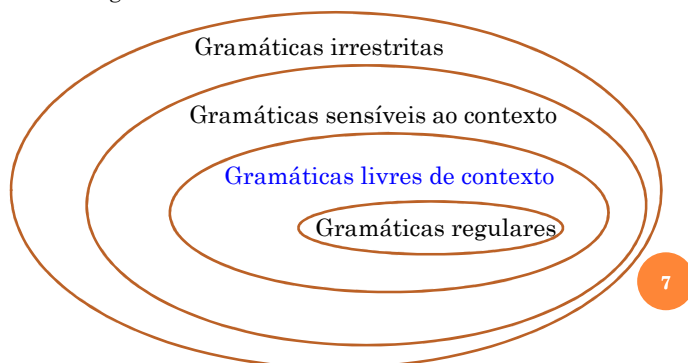 Gramáticas irrestritas
Gramáticas sensíveis ao contexto
Gramáticas livres de contexto
Gramáticas regulares
7